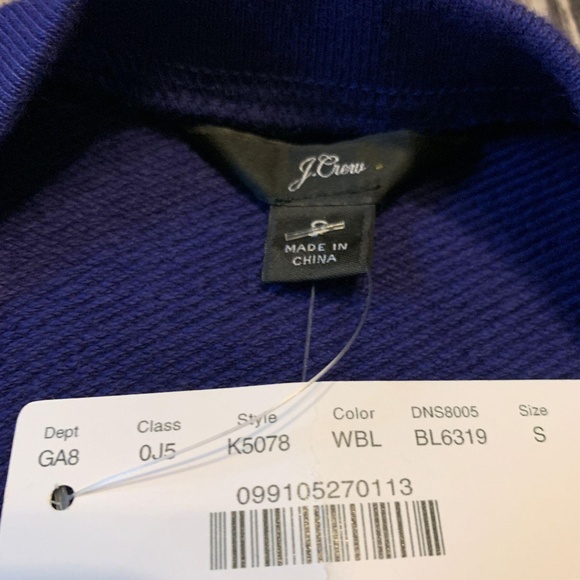 J.Crew
S
MADE IN
CHINA
Dept Class Style Color DNS8005 Size
GA8 0J5 K5078 WBL BL6319 S
099105270113